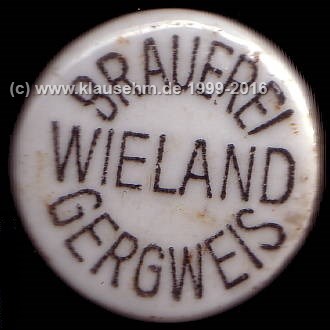 BRAUEREI
(c) www.klausehm.de 1999-2016
WIELAND
GERGWEIS